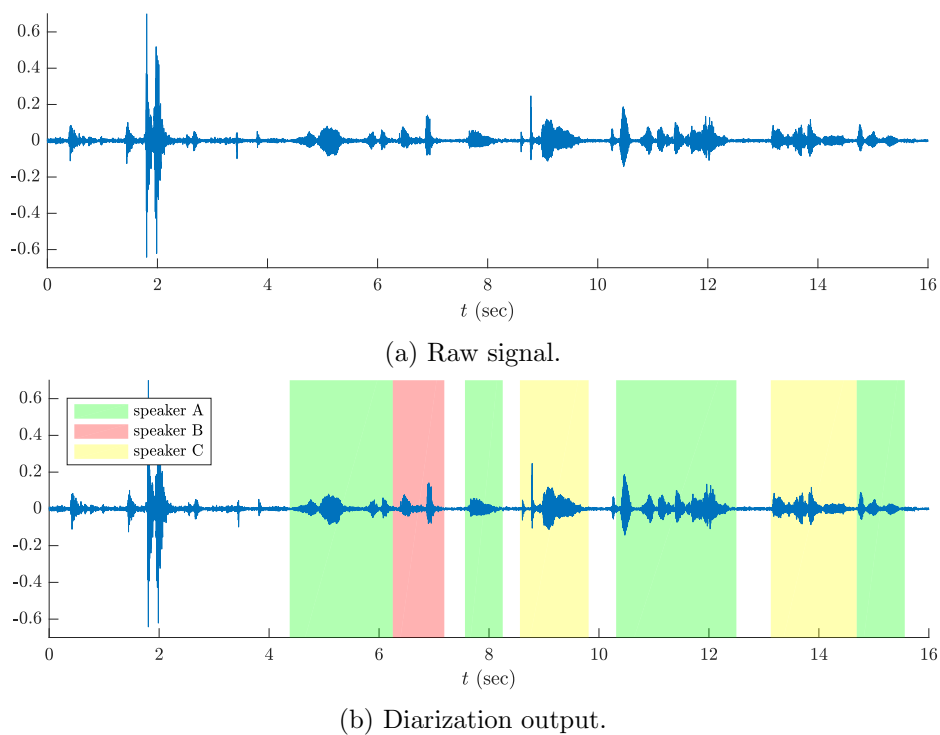 0.6
0.4
0.2
0
-0.2
-0.4
-0.6
0 2 4 6 8 10 12 14 16
t (sec)
(a) Raw signal.
0.6
0.4
0.2
0
-0.2
-0.4
-0.6
speaker A
speaker B
speaker C
0 2 4 6 8 10 12 14 16
t (sec)
(b) Diarization output.